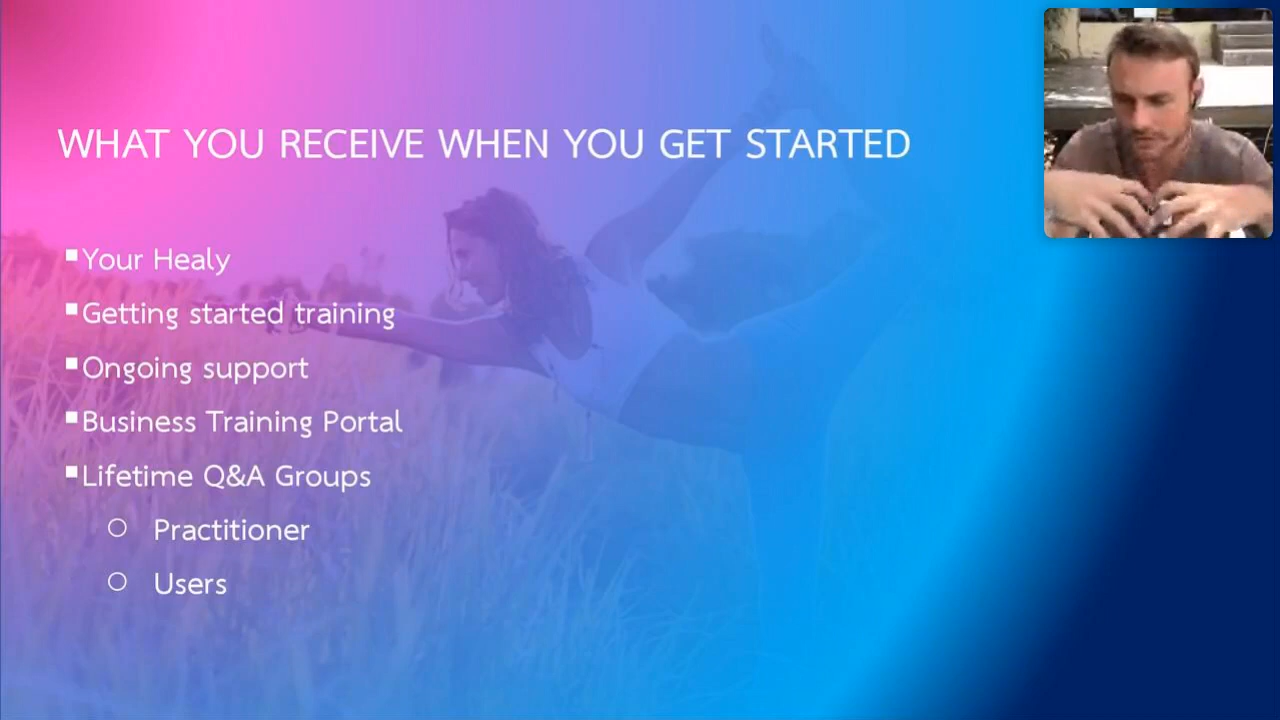 WHAT YOU RECEIVE WHEN YOU GET STARTED
▪Your Healy
▪Getting started training
▪Ongoing support
▪Business Training Portal
▪Lifetime Q&A Groups
○ Practitioner
○ Users